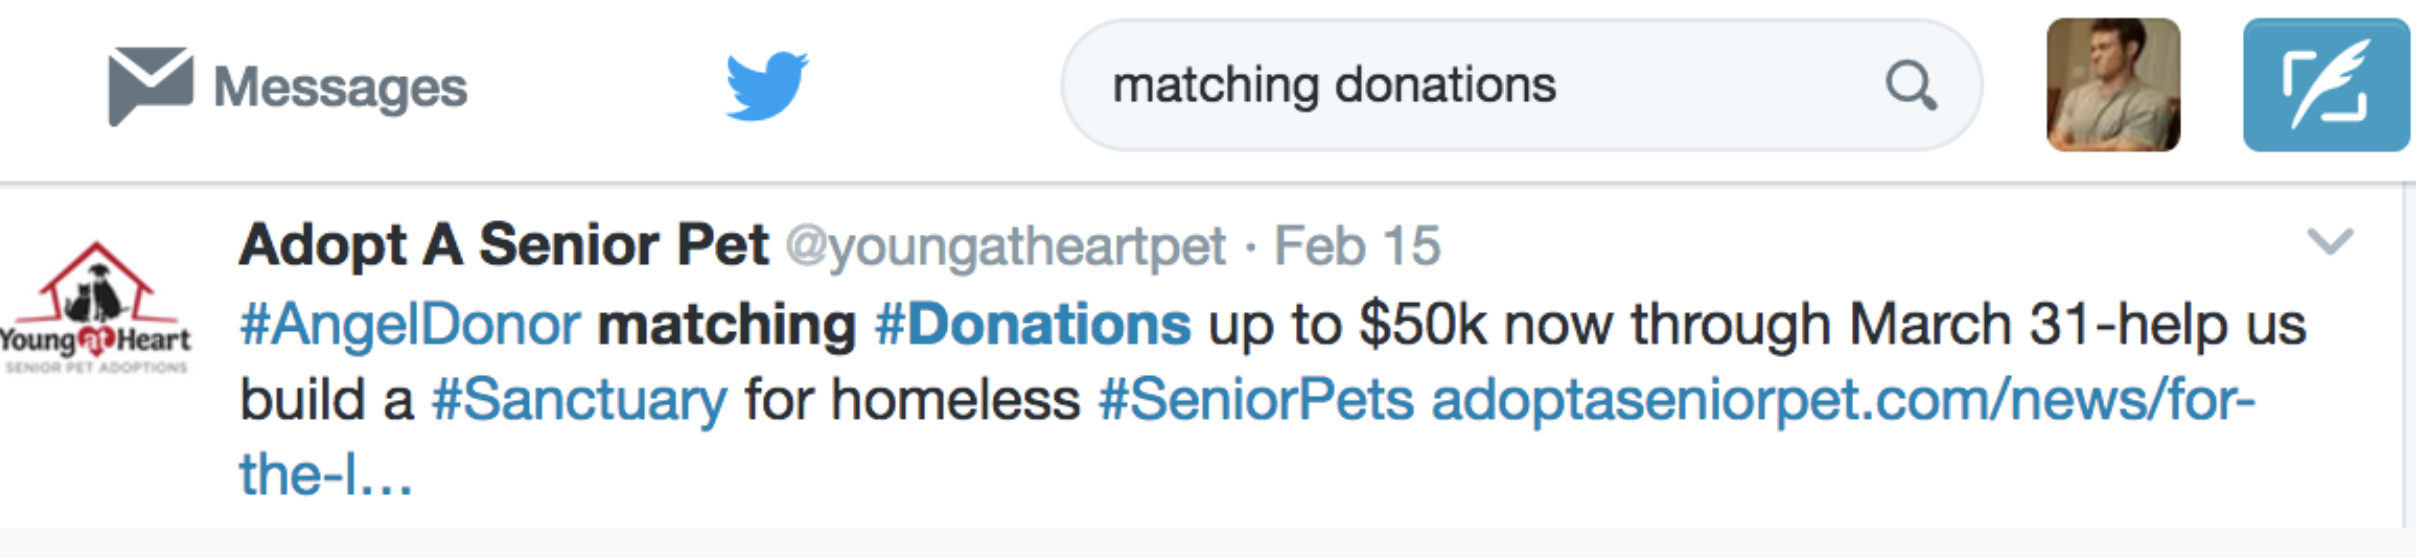 Messages
matching donations
Adopt A Senior Pet @youngatheartpet · Feb 15
#AngelDonor matching #Donations up to $50k now through March 31-help us
build a #Sanctuary for homeless #SeniorPets adoptaseniorpet.com/news/for-
the-l...
Young at Heart
SENIOR PET ADOPTIONS